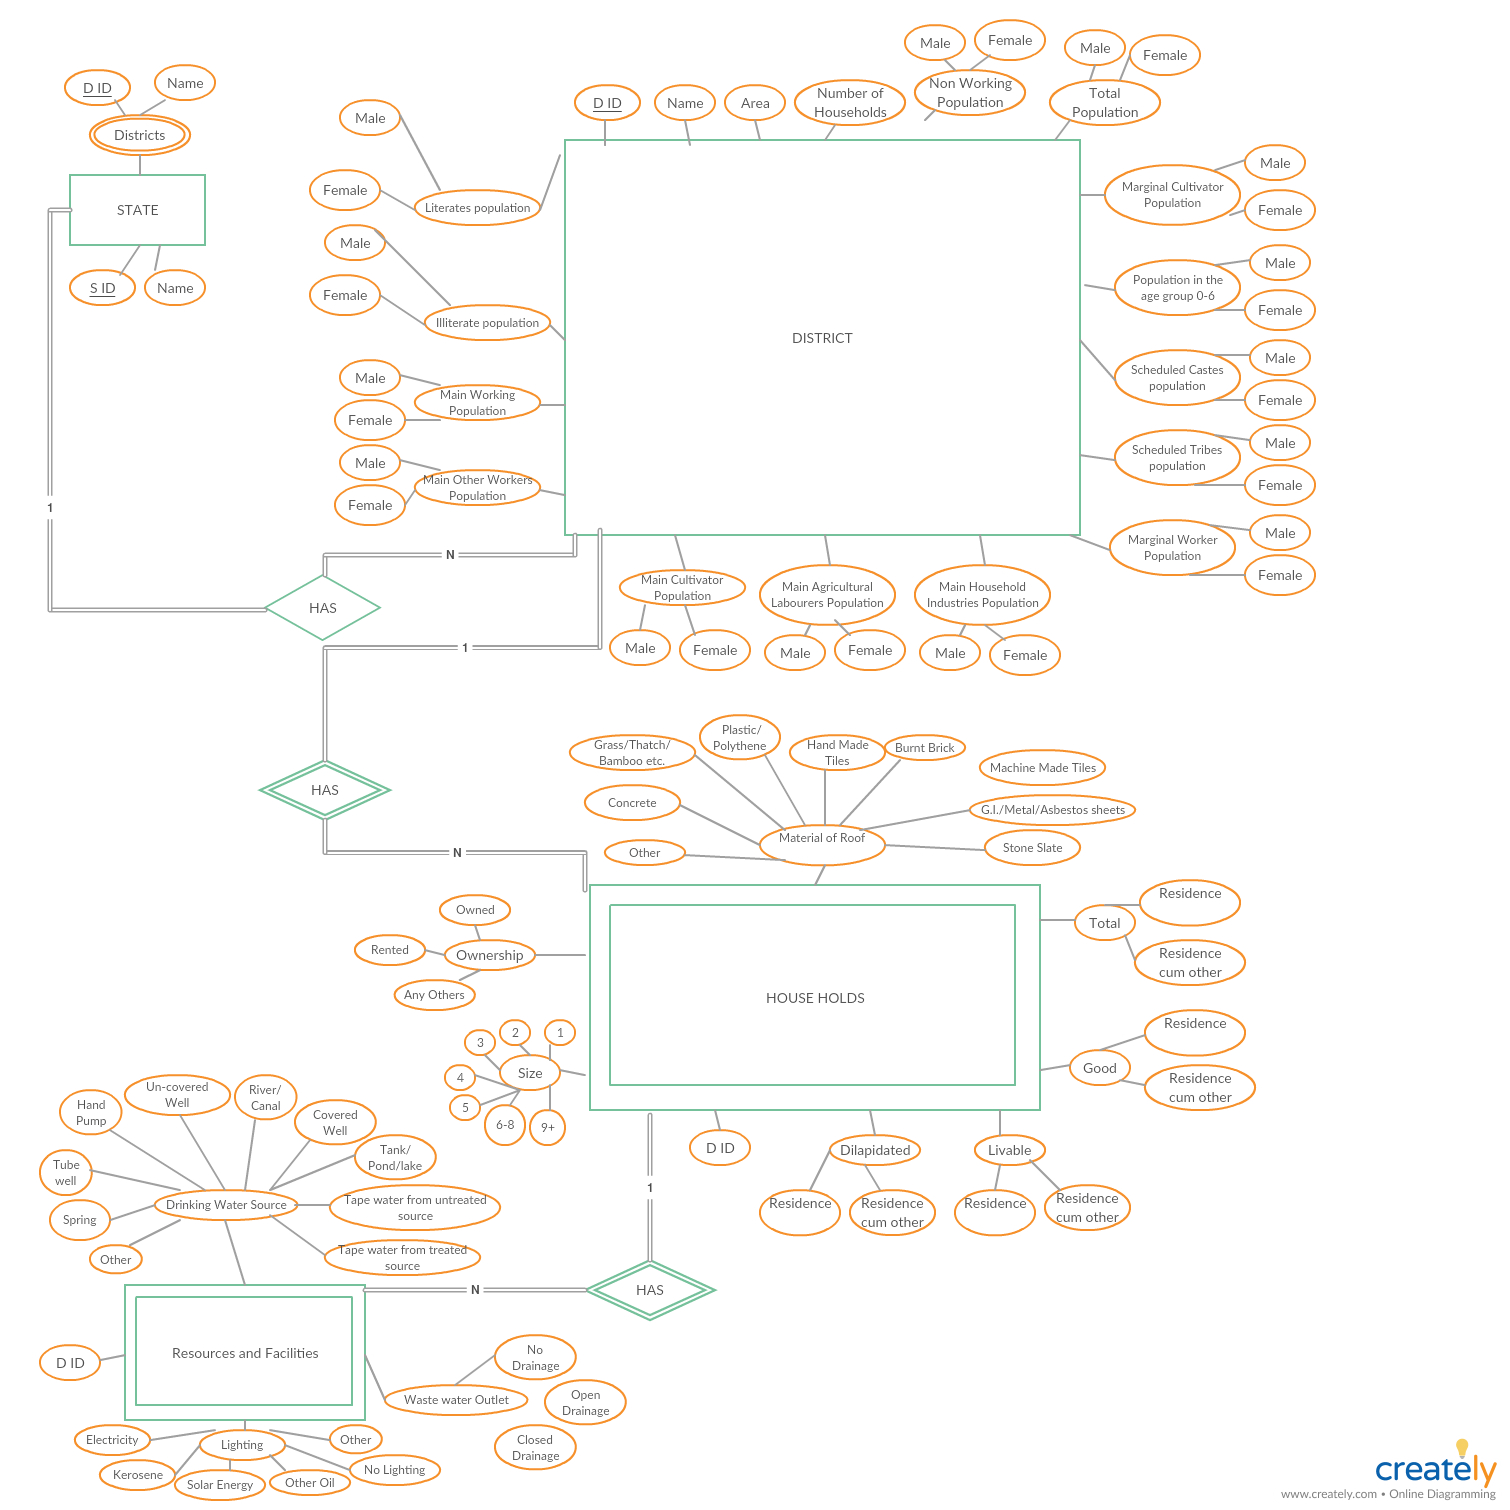 D ID
Name
Districts
STATE
S ID
Name
Male
Female
Literates population
Male
Female
Illiterate population
Male
Female
Main Working
Population
Male
Female
Main Other Workers
Population
D ID
Name
Area
Number of
Households
Male
Female
Non Working
Population
Male
Female
Total
Population
DISTRICT
Marginal Cultivator
Population
Male
Female
Population in the
age group 0-6
Male
Female
Scheduled Castes
population
Male
Female
Scheduled Tribes
population
Male
Female
Marginal Worker
Population
Male
Female
Main Cultivator
Population
Male
Female
Main Agricultural
Labourers Population
Male
Female
Main Household
Industries Population
Male
Female
1
N
HAS
1
HAS
N
Grass/Thatch/
Bamboo etc.
Plastic/
Polythene
Hand Made
Tiles
Burnt Brick
Machine Made Tiles
Concrete
G.I./Metal/Asbestos sheets
Other
Material of Roof
Stone Slate
Owned
Rented
Ownership
Any Others
HOUSE HOLDS
Total
Residence
Residence
cum other
Good
Residence
Residence
cum other
1
2
3
4
5
6-8
9+
Size
D ID
Dilapidated
Residence
Residence
cum other
Livable
Residence
Residence
cum other
1
HAS
N
Hand
Pump
Un-covered
Well
River/
Canal
Covered
Well
Tank/
Pond/lake
Tube
well
Spring
Other
Drinking Water Source
Tape water from untreated
source
Tape water from treated
source
Resources and Facilities
D ID
No
Drainage
Waste water Outlet
Open
Drainage
Closed
Drainage
Electricity
Lighting
Other
Kerosene
Solar Energy
Other Oil
No Lighting
creately
www.creately.com • Online Diagramming